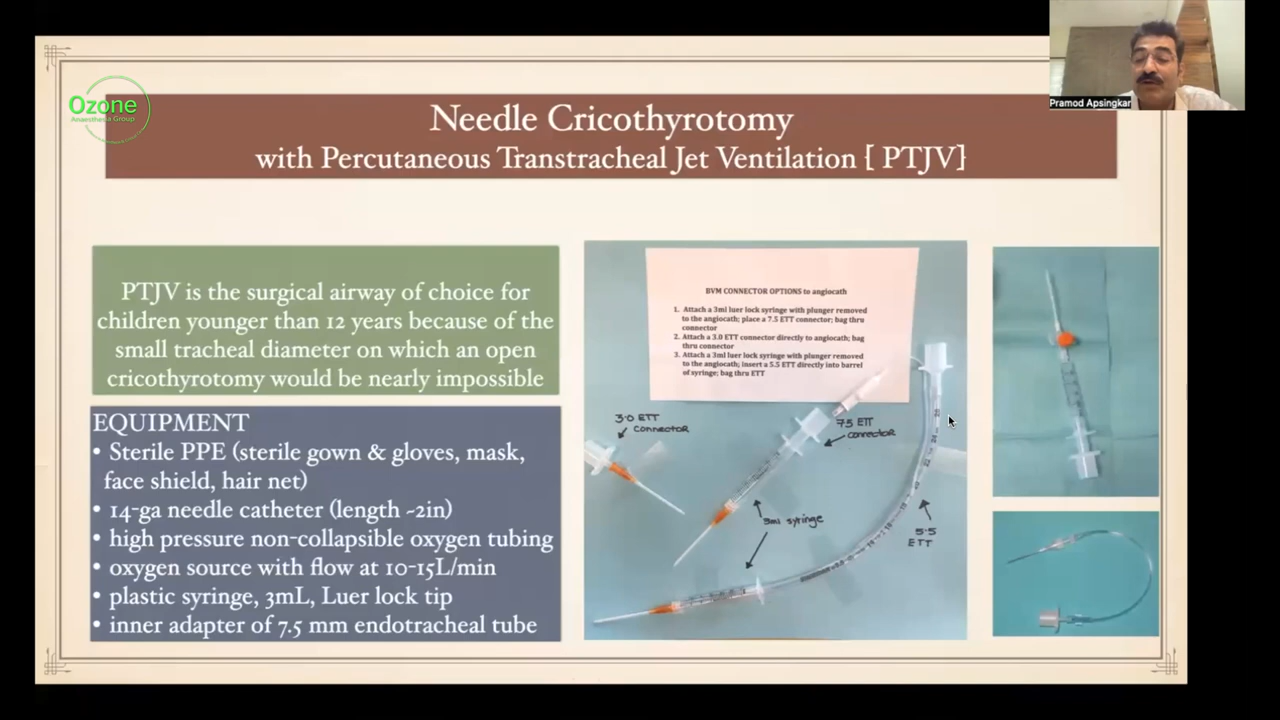 Pramod Apsingkar
Ozone
Anaesthesia Group
Needle Cricothyrotomy
with Percutaneous Transtracheal Jet Ventilation [ PTJV]
PTJV is the surgical airway of choice for
children younger than 12 years because of the
small tracheal diameter on which an open
cricothyrotomy would be nearly impossible
EQUIPMENT
• Sterile PPE (sterile gown & gloves, mask,
face shield, hair net)
• 14-ga needle catheter (length ~2in)
• high pressure non-collapsible oxygen tubing
• oxygen source with flow at 10-15L/min
• plastic syringe, 3mL, Luer lock tip
• inner adapter of 7.5 mm endotracheal tube
BVM CONNECTOR OPTIONS to angiocath
1. Attach a 3ml luer lock syringe with plunger removed
to the angiocath; place a 7.5 ETT connector; bag thru
connector
2. Attach a 3.0 ETT connector directly to angiocath; bag
thru connector
3. Attach a 3ml luer lock syringe with plunger removed
to the angiocath; insert a 5.5 ETT directly into barrel
of syringe; bag thru ETT
3.0 ETT
connector
7.5 ETT
connector
3ml syringe
5.5
ETT